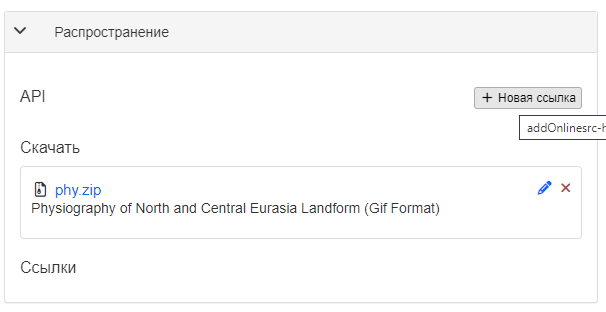 Распространение
API
+ Новая ссылка
addOnlinesrc-h
Скачать
phy.zip
Physiography of North and Central Eurasia Landform (Gif Format)
Ссылки